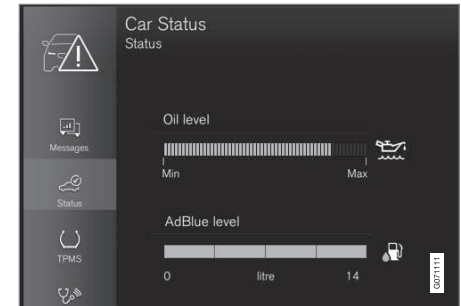 Car Status
Status
Messages
Status
TPMS
Oil level
Min Max
AdBlue level
0 litre 14
G071111